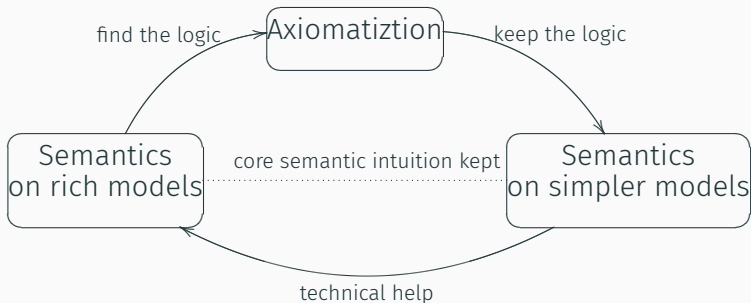 Axiomatiztion
find the logic
keep the logic
Semantics
on rich models
core semantic intuition kept
Semantics
on simpler models
technical help